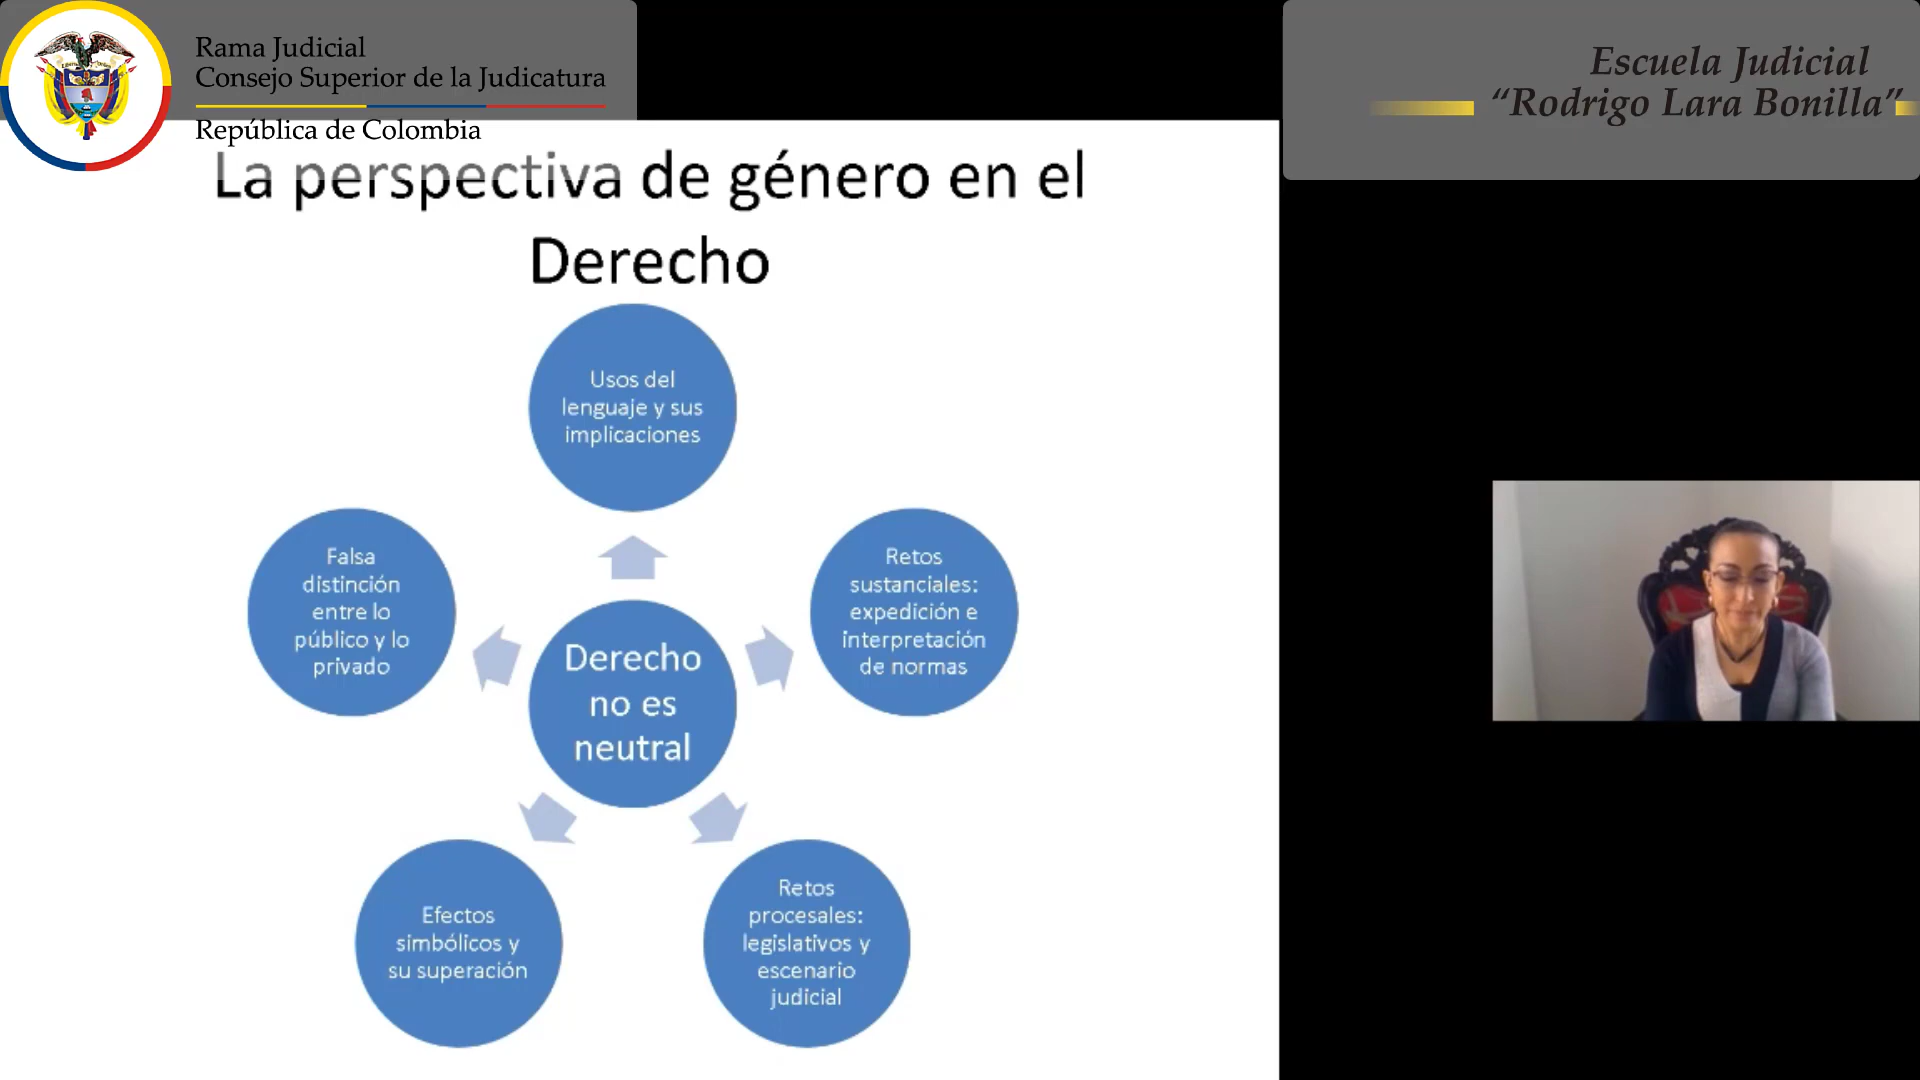 Rama Judicial
Consejo Superior de la Judicatura
República de Colombia
Escuela Judicial
“Rodrigo Lara Bonilla”
La perspectiva de género en el
Derecho
Usos del
lenguaje y sus
implicaciones
Falsa
distinción
entre lo
público y lo
privado
Retos
sustanciales:
expedición e
interpretación
de normas
Derecho
no es
neutral
Efectos
simbólicos y
su superación
Retos
procesales:
legislativos y
escenario
judicial